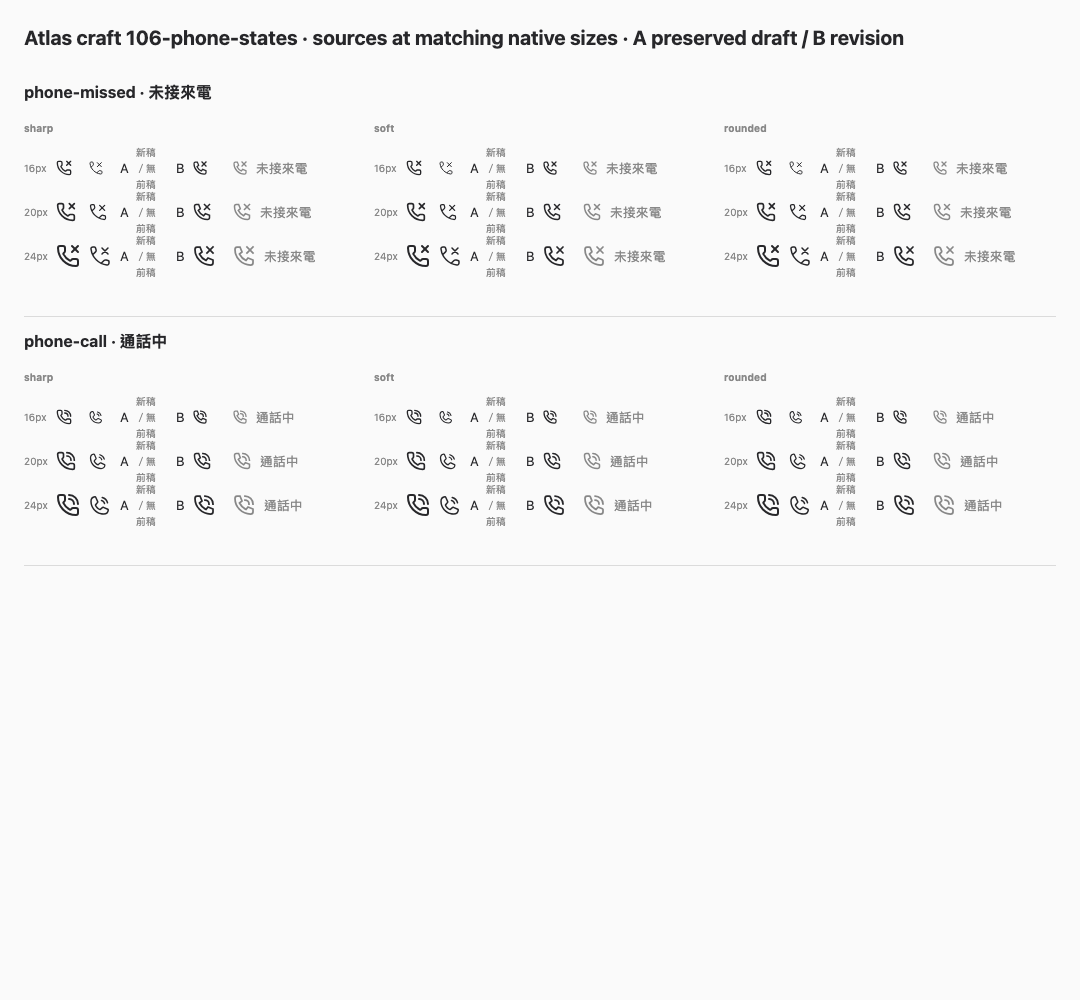 Atlas craft 106-phone-states · sources at matching native sizes · A preserved draft / B revision
phone-missed · 未接來電
sharp
16px A 新稿 / 無前稿 B 未接來電
20px A 新稿 / 無前稿 B 未接來電
24px A 新稿 / 無前稿 B 未接來電
soft
16px A 新稿 / 無前稿 B 未接來電
20px A 新稿 / 無前稿 B 未接來電
24px A 新稿 / 無前稿 B 未接來電
rounded
16px A 新稿 / 無前稿 B 未接來電
20px A 新稿 / 無前稿 B 未接來電
24px A 新稿 / 無前稿 B 未接來電
phone-call · 通話中
sharp
16px A 新稿 / 無前稿 B 通話中
20px A 新稿 / 無前稿 B 通話中
24px A 新稿 / 無前稿 B 通話中
soft
16px A 新稿 / 無前稿 B 通話中
20px A 新稿 / 無前稿 B 通話中
24px A 新稿 / 無前稿 B 通話中
rounded
16px A 新稿 / 無前稿 B 通話中
20px A 新稿 / 無前稿 B 通話中
24px A 新稿 / 無前稿 B 通話中